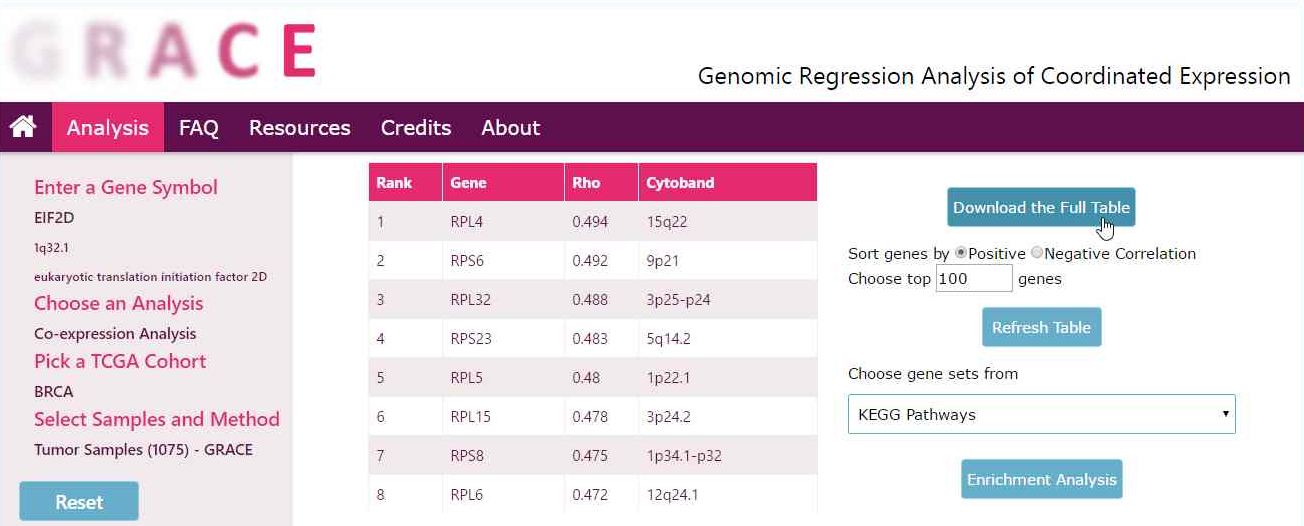 GRACE
Genomic Regression Analysis of Coordinated Expression
Analysis FAQ Resources Credits About
Enter a Gene Symbol
EIF2D
1q32.1
eukaryotic translation initiation factor 2D
Choose an Analysis
Co-expression Analysis
Pick a TCGA Cohort
BRCA
Select Samples and Method
Tumor Samples (1075) - GRACE
Reset
Rank Gene Rho Cytoband
1 RPL4 0.494 15q22
2 RPS6 0.492 9p21
3 RPL32 0.488 3p25-p24
4 RPS23 0.483 5q14.2
5 RPL5 0.48 1p22.1
6 RPL15 0.478 3p24.2
7 RPS8 0.475 1p34.1-p32
8 RPL6 0.472 12q24.1
Download the Full Table
Sort genes by Positive Negative Correlation
Choose top 100 genes
Refresh Table
Choose gene sets from
KEGG Pathways
Enrichment Analysis